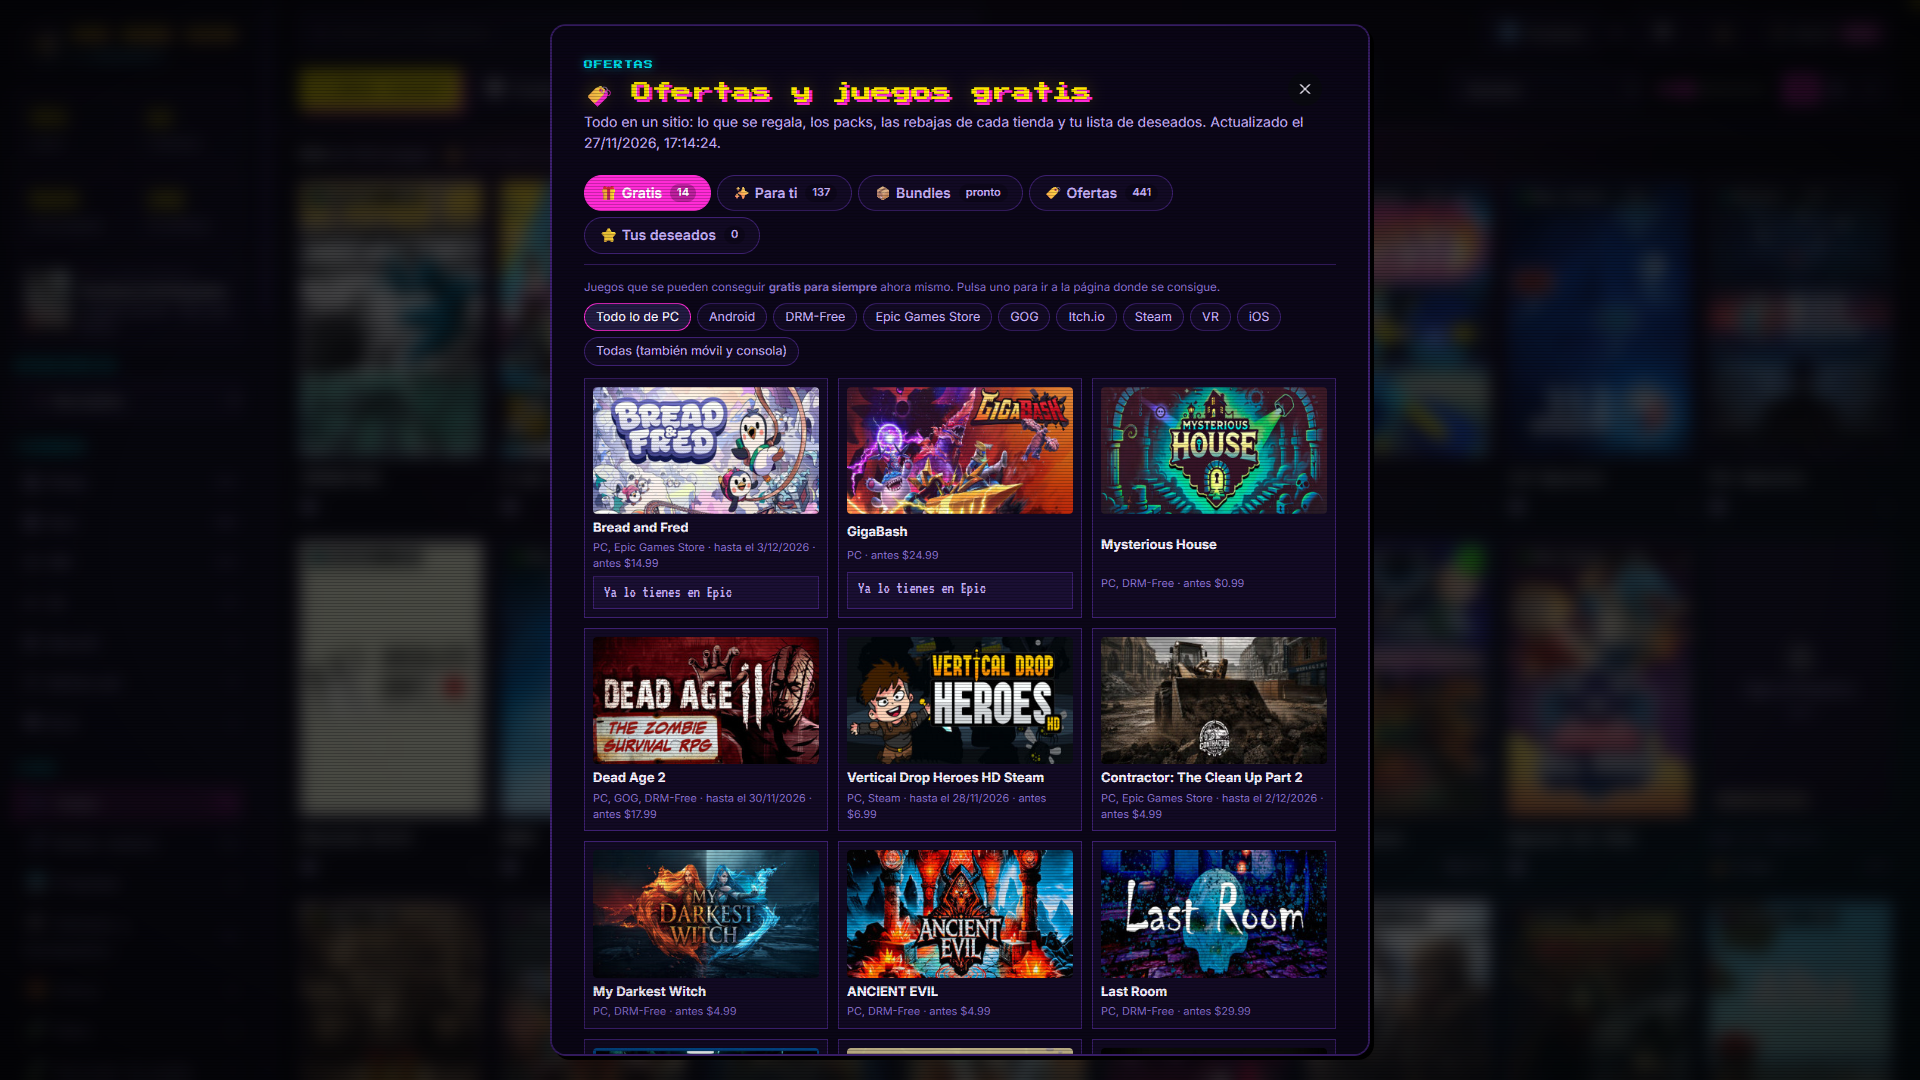 OFERTAS
Ofertas y juegos gratis
Todo en un sitio: lo que se regala, los packs, las rebajas de cada tienda y tu lista de deseados. Actualizado el
27/11/2026, 17:14:24.
Gratis 14
Para ti 137
Bundles pronto
Ofertas 441
Tus deseados 0
Juegos que se pueden conseguir gratis para siempre ahora mismo. Pulsa uno para ir a la página donde se consigue.
Todo lo de PC
Android
DRM-Free
Epic Games Store
GOG
Itch.io
Steam
VR
iOS
Todas (también móvil y consola)
BREAD
&
FRED
Bread and Fred
PC, Epic Games Store · hasta el 3/12/2026 ·
antes $14.99
Ya lo tienes en Epic
GIGABASH
GigaBash
PC · antes $24.99
Ya lo tienes en Epic
MYSTERIOUS
HOUSE
Mysterious House
PC, DRM-Free · antes $0.99
DEAD AGE II
THE ZOMBIE
SURVIVAL RPG
Dead Age 2
PC, GOG, DRM-Free · hasta el 30/11/2026 ·
antes $17.99
VERTICAL DROP
HEROES
HD
Vertical Drop Heroes HD Steam
PC, Steam · hasta el 28/11/2026 · antes
$6.99
CONTRACTOR
Contractor: The Clean Up Part 2
PC, Epic Games Store · hasta el 2/12/2026 ·
antes $4.99
MY
DARKEST
WITCH
My Darkest Witch
PC, DRM-Free · antes $4.99
ANCIENT
EVIL
ANCIENT EVIL
PC, DRM-Free · antes $4.99
Last Room
Last Room
PC, DRM-Free · antes $29.99